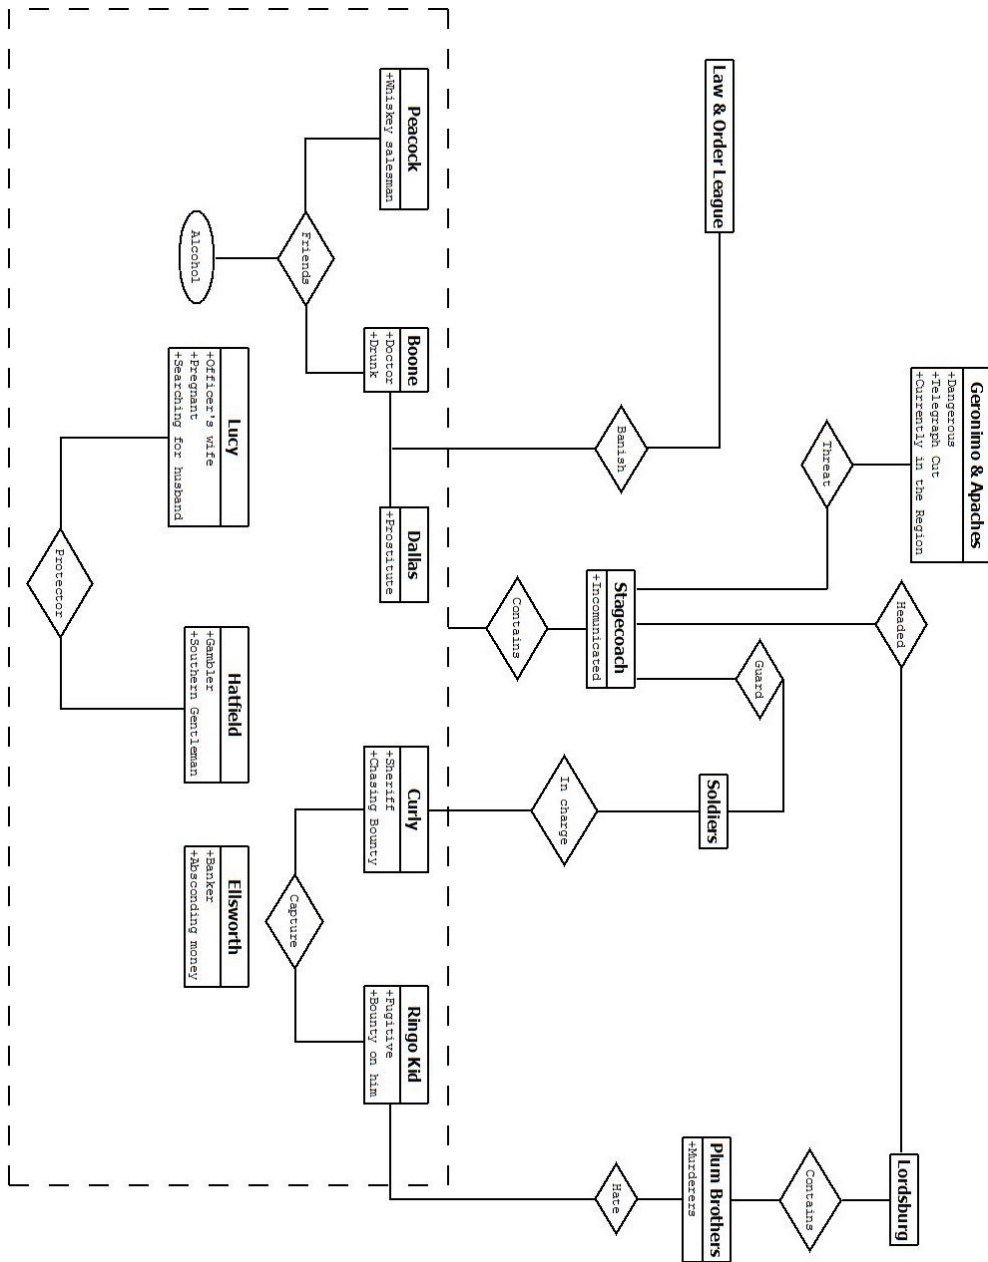 Geronimo & Apaches
+Dangerous
+Telegraph Cut
+Currently in the Region
Lordsburg
Headed
Threat
Contains
Guard
Law & Order League
Soldiers
Plum Brothers
+Murderers
Banish
Stagecoach
+Incomunicated
In charge
Hate
Contains
Peacock
+Whiskey salesman
Boone
+Doctor
+Drunk
Dallas
+Prostitute
Curly
+Sheriff
+Chasing Bounty
Ringo Kid
+Fugitive
+Bounty on him
Friends
Capture
Alcohol
Lucy
+Officer's wife
+Pregnant
+Searching for husband
Hatfield
+Gambler
+Southern Gentleman
Ellsworth
+Banker
+Absconding money
Protector